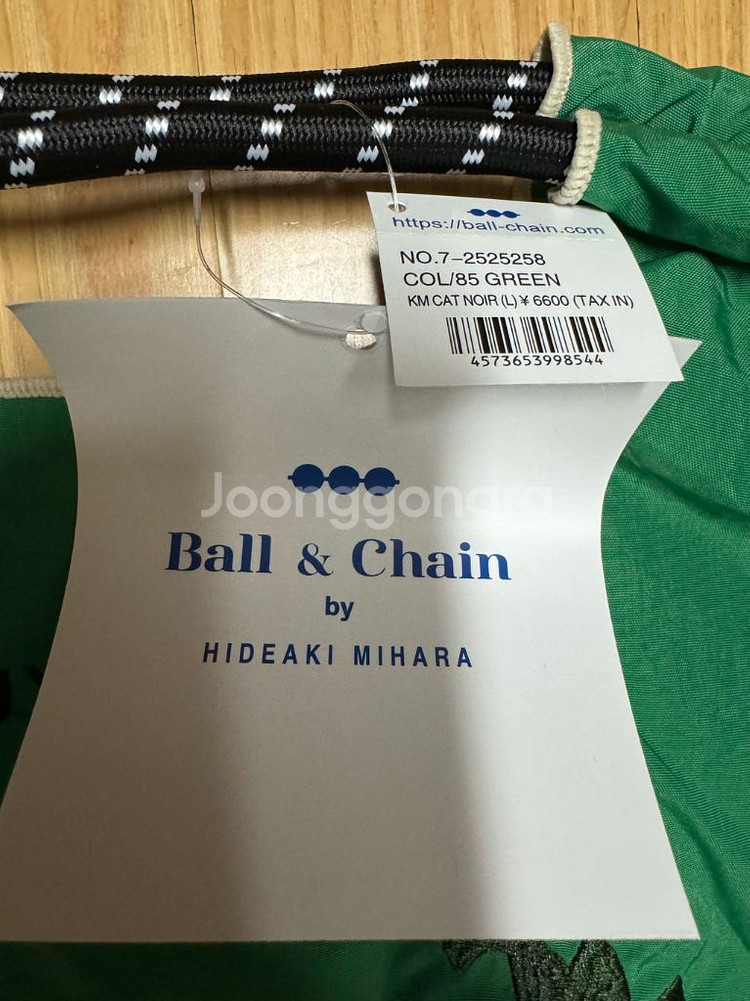 https://ball-chain.com
NO.7-2525258
COL/85 GREEN
KM CAT NOIR (L) ¥ 6600 (TAX IN)
4573653998544
Joonggonara
Ball & Chain
by
HIDEAKI MIHARA